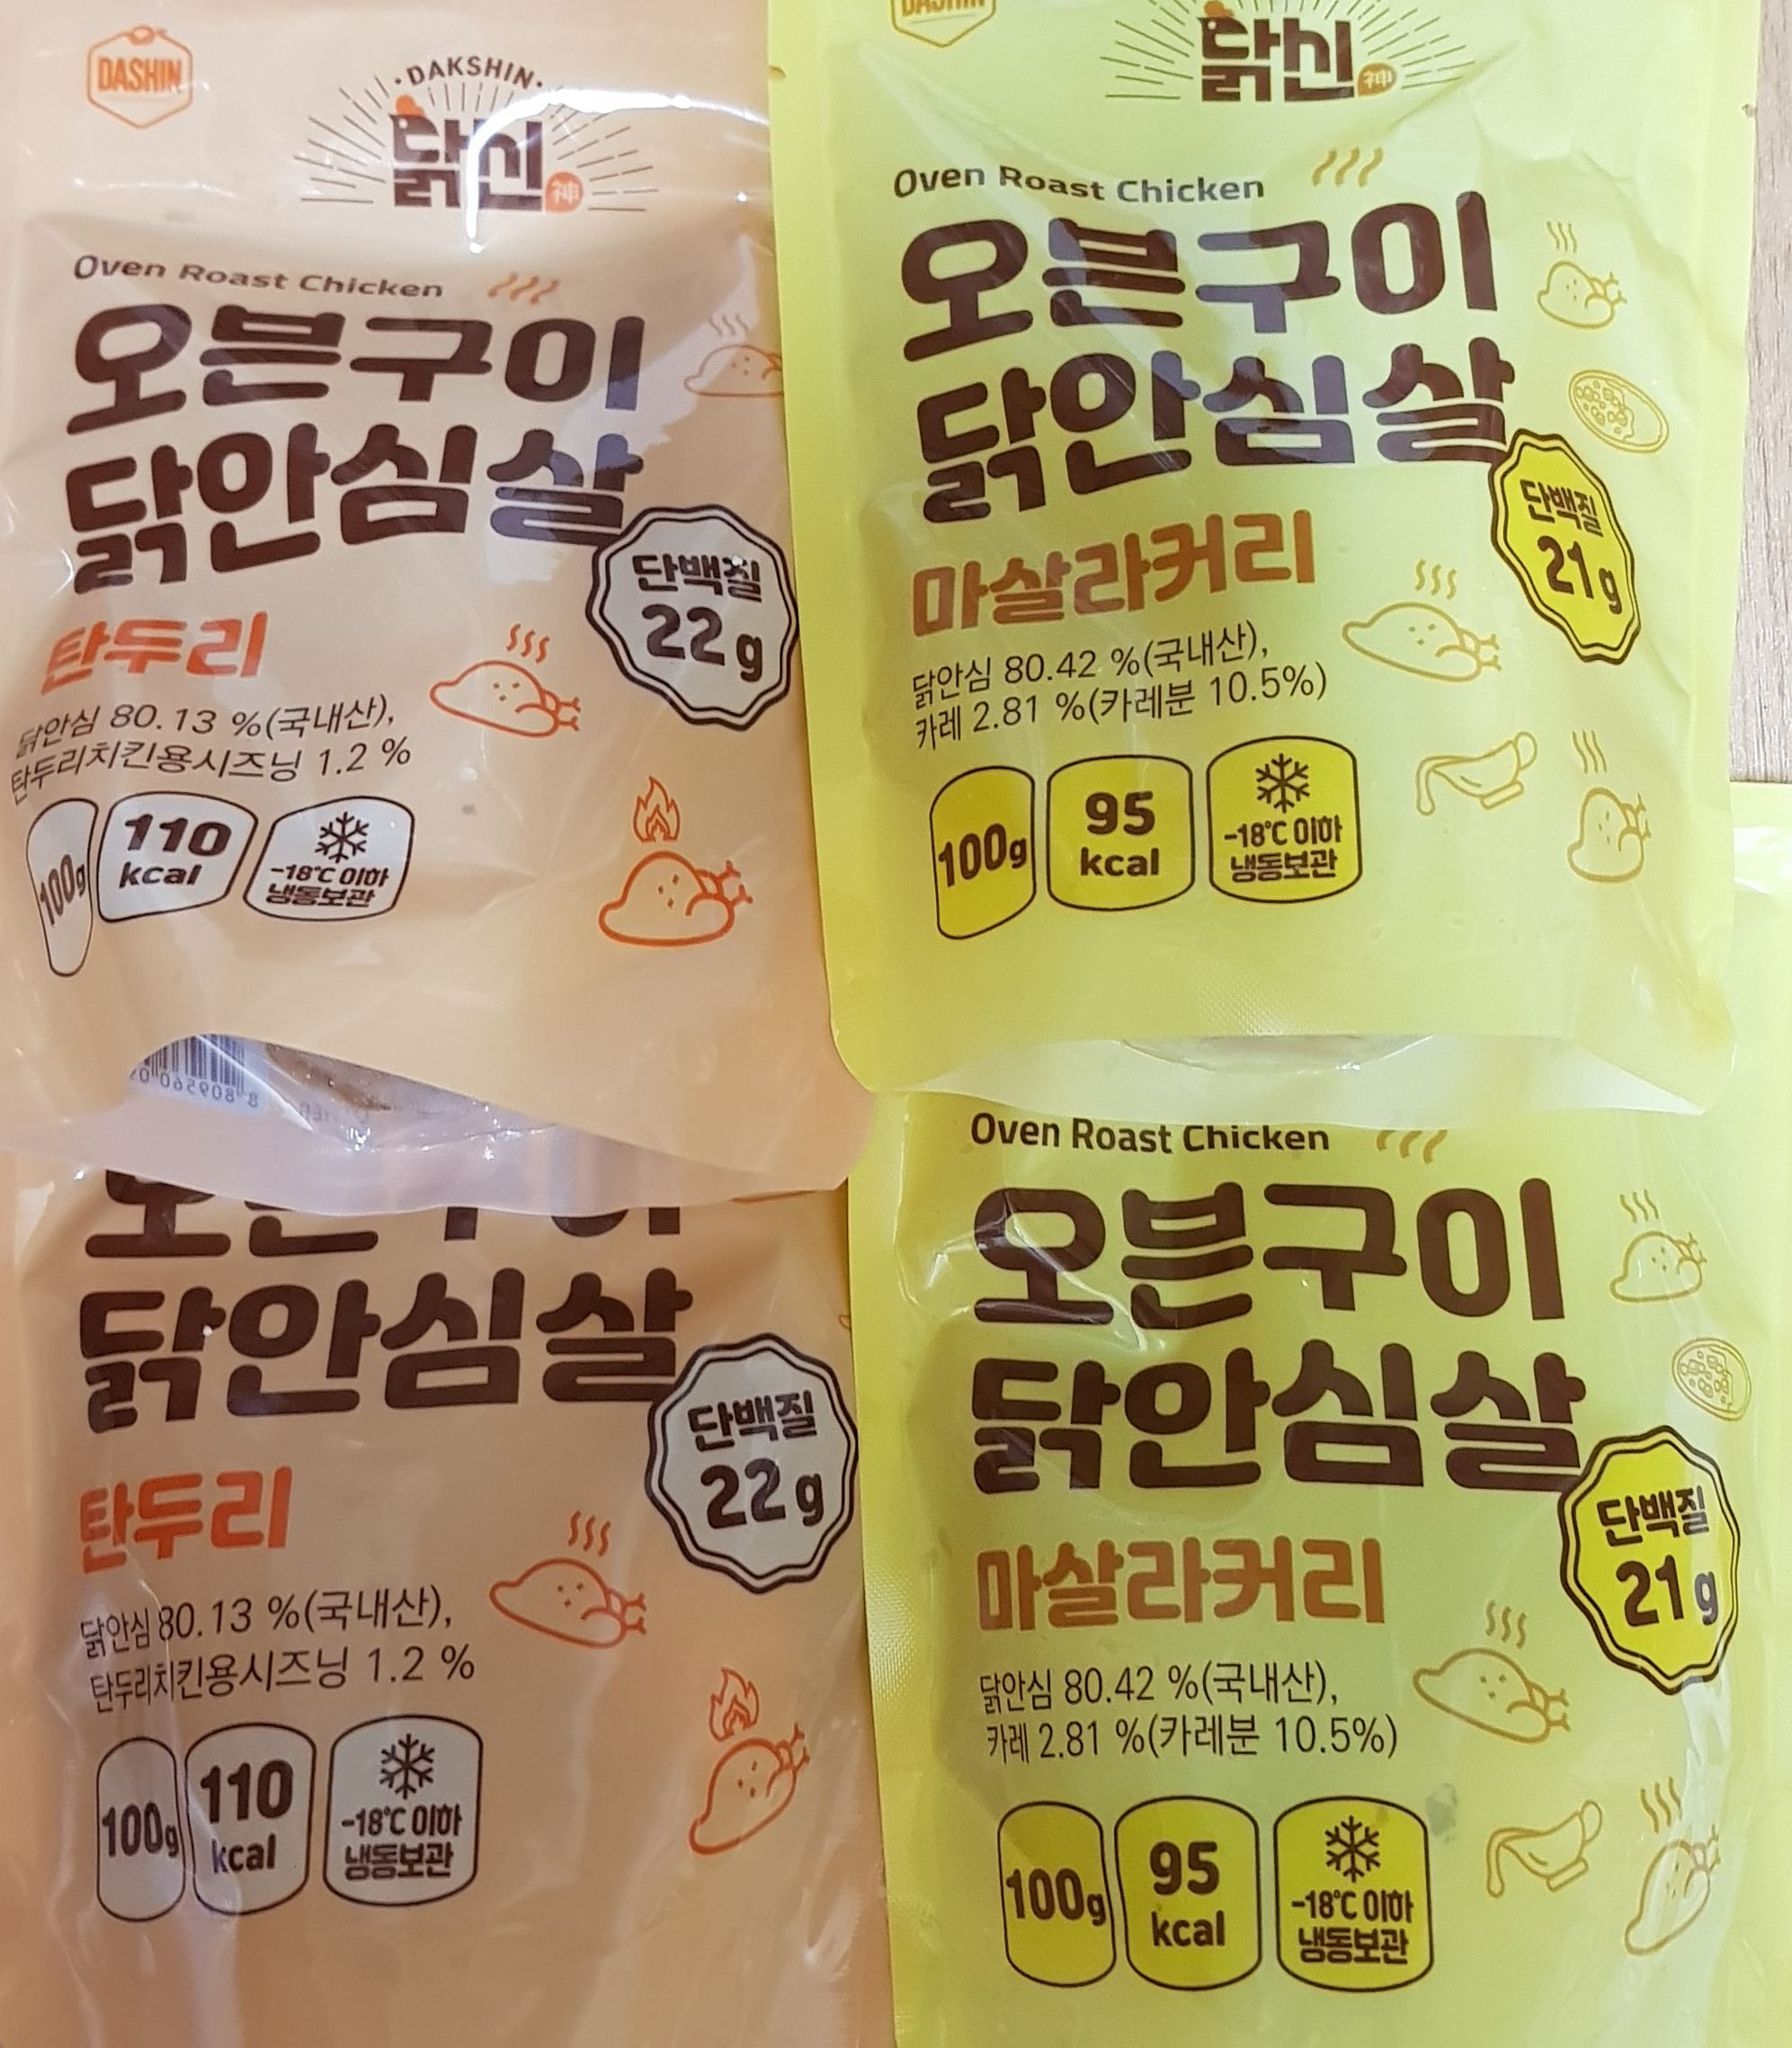 DASHIN
·DAKSHIN·
닭신
神
Oven Roast Chicken
오븐구이
닭안심살
단백질
22g
탄두리
닭안심 80.13 %(국내산),
탄두리치킨용시즈닝 1.2 %
100g
110
kcal
-18℃ 이하
냉동보관
닭신
神
Oven Roast Chicken
오븐구이
닭안심살
단백질
21g
마살라커리
닭안심 80.42 %(국내산),
카레 2.81 %(카레분 10.5%)
100g
95
kcal
-18℃ 이하
냉동보관
닭안심살
단백질
22g
탄두리
닭안심 80.13 %(국내산),
탄두리치킨용시즈닝 1.2 %
100g
110
kcal
-18℃ 이하
냉동보관
Oven Roast Chicken
오븐구이
닭안심살
단백질
21g
마살라커리
닭안심 80.42 %(국내산),
카레 2.81 %(카레분 10.5%)
100g
95
kcal
-18℃ 이하
냉동보관